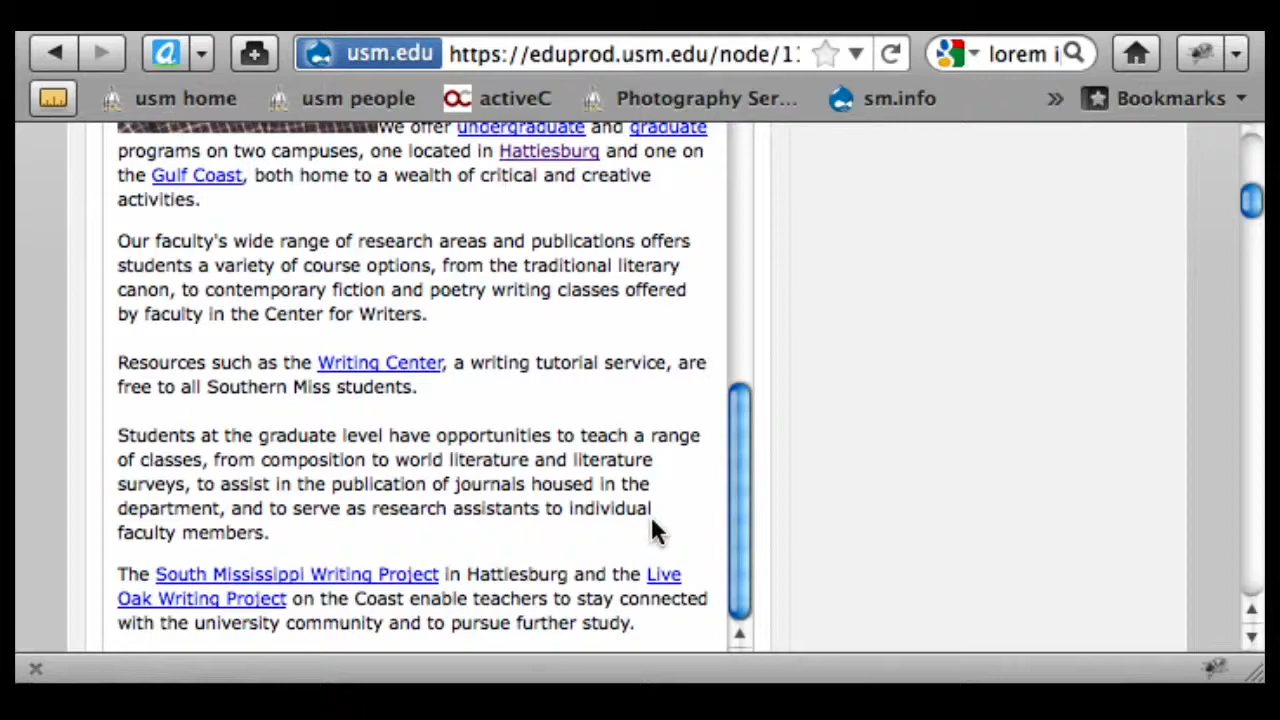 usm.edu https://eduprod.usm.edu/node/1 lorem i
usm home usm people activeC Photography Ser... sm.info » Bookmarks
We offer undergraduate and graduate
programs on two campuses, one located in Hattiesburg and one on
the Gulf Coast, both home to a wealth of critical and creative
activities.
Our faculty's wide range of research areas and publications offers
students a variety of course options, from the traditional literary
canon, to contemporary fiction and poetry writing classes offered
by faculty in the Center for Writers.
Resources such as the Writing Center, a writing tutorial service, are
free to all Southern Miss students.
Students at the graduate level have opportunities to teach a range
of classes, from composition to world literature and literature
surveys, to assist in the publication of journals housed in the
department, and to serve as research assistants to individual
faculty members.
The South Mississippi Writing Project in Hattiesburg and the Live
Oak Writing Project on the Coast enable teachers to stay connected
with the university community and to pursue further study.